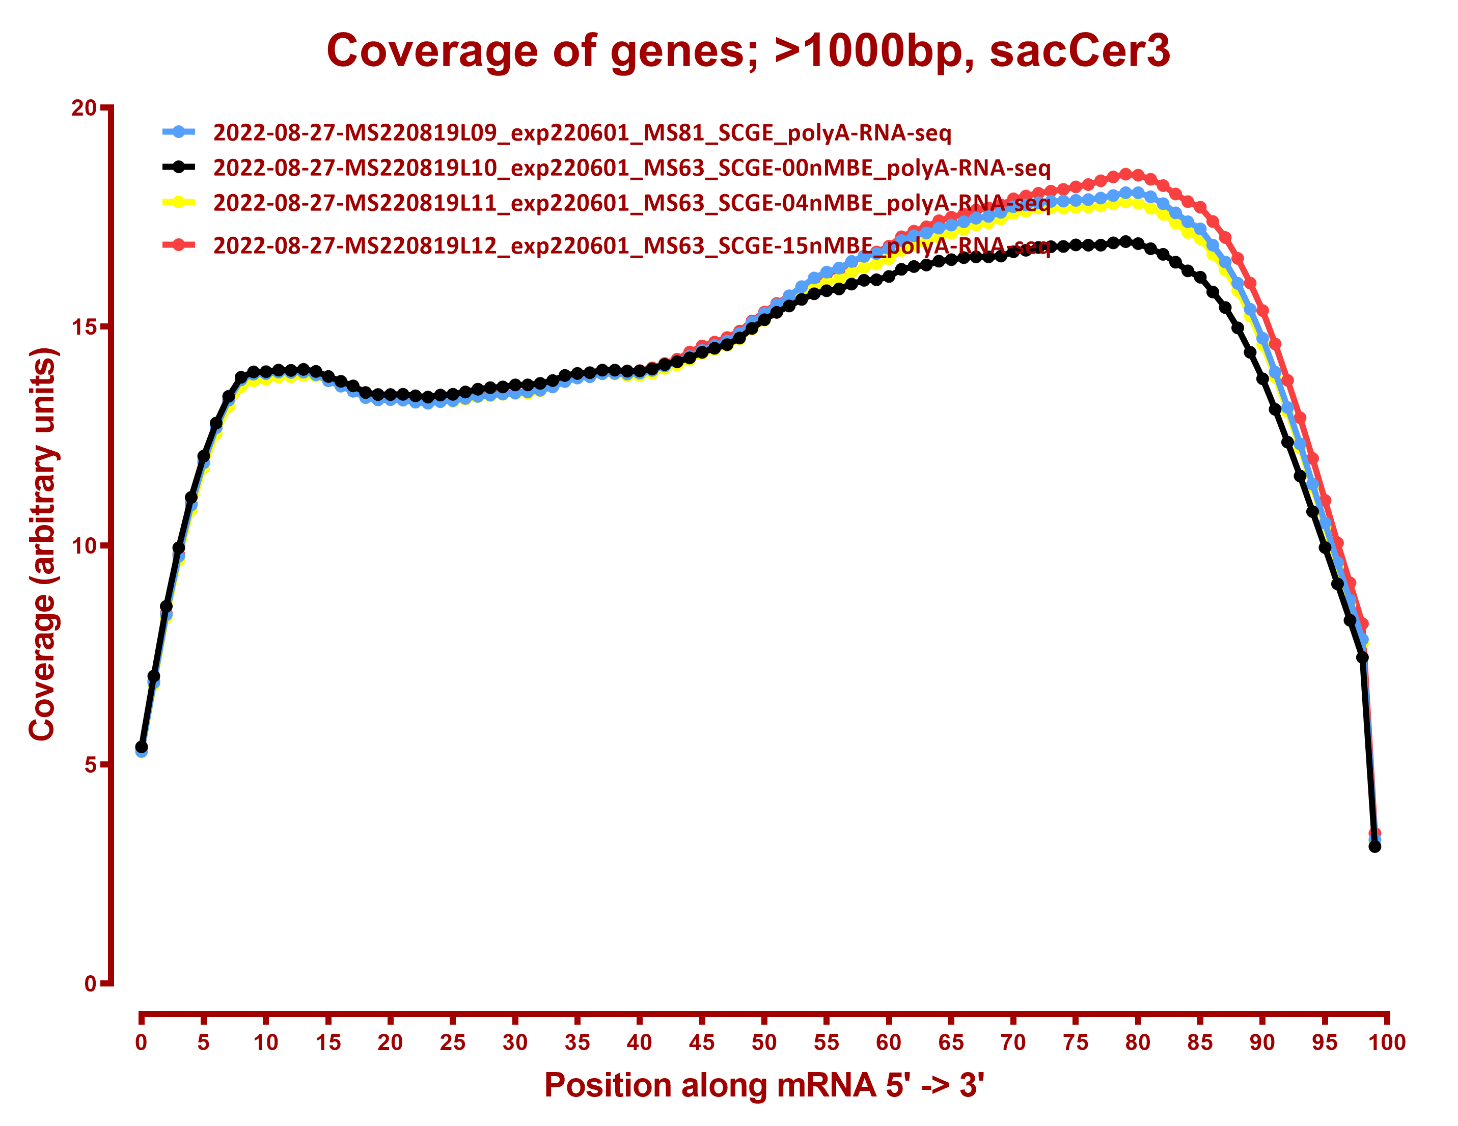 Coverage of genes; >1000bp, sacCer3
20
2022-08-27-MS220819L09_exp220601_MS81_SCGE_polyA-RNA-seq
2022-08-27-MS220819L10_exp220601_MS63_SCGE-00nMBE_polyA-RNA-seq
2022-08-27-MS220819L11_exp220601_MS63_SCGE-04nMBE_polyA-RNA-seq
2022-08-27-MS220819L12_exp220601_MS63_SCGE-15nMBE_polyA-RNA-seq
15
10
5
0
Coverage (arbitrary units)
0 5 10 15 20 25 30 35 40 45 50 55 60 65 70 75 80 85 90 95 100
Position along mRNA 5' -> 3'